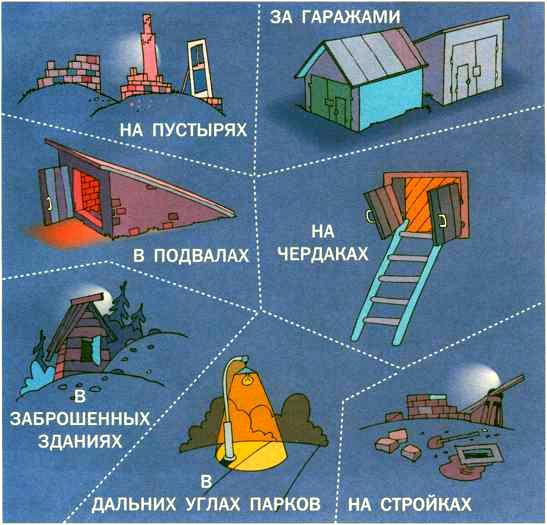 ЗА ГАРАЖАМИ
НА ПУСТЫРЯХ
В ПОДВАЛАХ
НА
ЧЕРДАКАХ
В
ЗАБРОШЕННЫХ
ЗДАНИЯХ
В
ДАЛЬНИХ УГЛАХ ПАРКОВ
НА СТРОЙКАХ